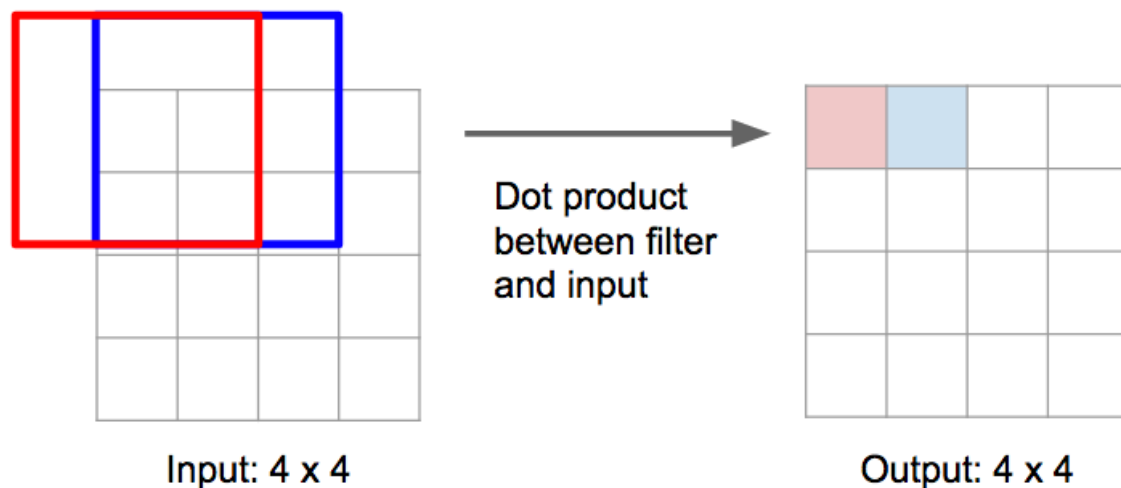 Dot product
between filter
and input
Input: 4 x 4
Output: 4 x 4